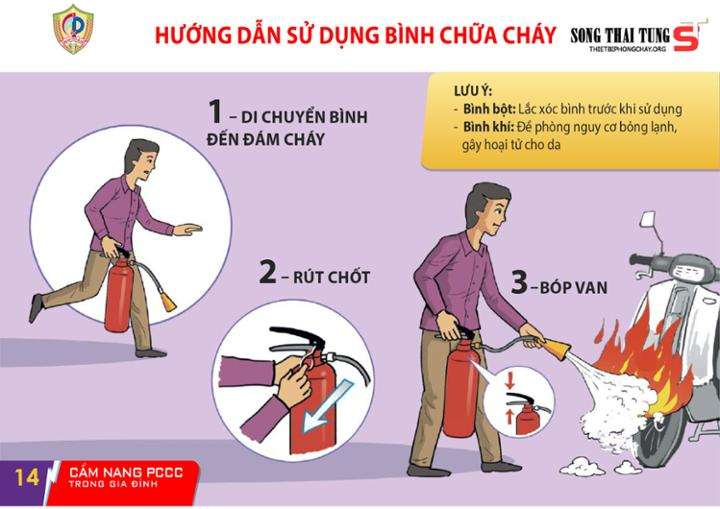 HƯỚNG DẪN SỬ DỤNG BÌNH CHỮA CHÁY
SONG THAI TUNG
THIETBIPHONGCHAY.ORG
LƯU Ý:
- Bình bột: Lắc xóc bình trước khi sử dụng
- Bình khí: Đề phòng nguy cơ bỏng lạnh,
gây hoại tử cho da
1 – DI CHUYỂN BÌNH
ĐẾN ĐÁM CHÁY
2 – RÚT CHỐT
3 – BÓP VAN
14
CẨM NANG PCCC
TRONG GIA ĐÌNH